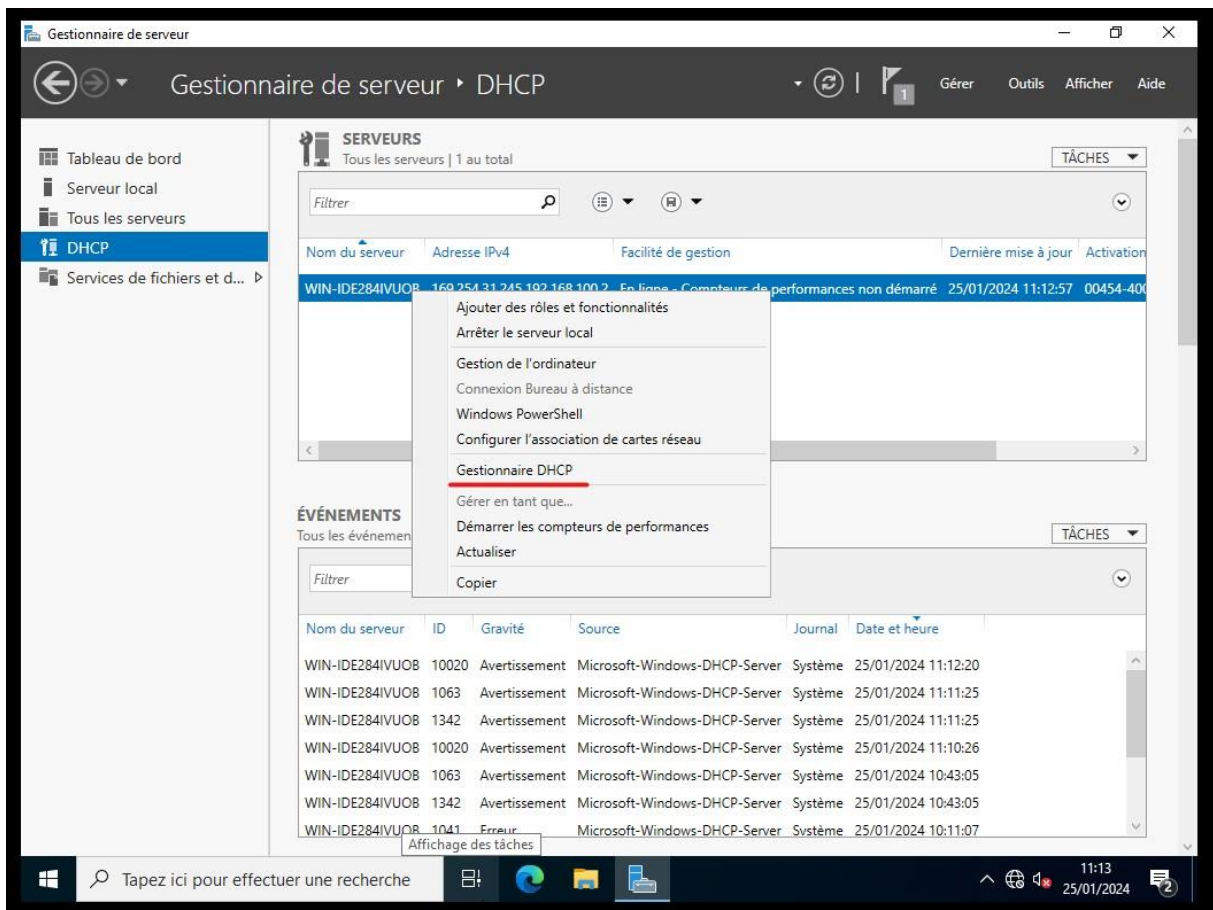 Gestionnaire de serveur
Gestionnaire de serveur ‣ DHCP
1
Gérer Outils Afficher Aide
Tableau de bord
Serveur local
Tous les serveurs
DHCP
Services de fichiers et d...
SERVEURS
Tous les serveurs | 1 au total
TÂCHES
Filtrer
Nom du serveur Adresse IPv4 Facilité de gestion Dernière mise à jour Activation
WIN-IDE284IVUOB 169.254.31.245,192.168.100.2 En ligne - Compteurs de performances non démarré 25/01/2024 11:12:57 00454-400
Ajouter des rôles et fonctionnalités
Arrêter le serveur local
Gestion de l'ordinateur
Connexion Bureau à distance
Windows PowerShell
Configurer l'association de cartes réseau
Gestionnaire DHCP
Gérer en tant que...
Démarrer les compteurs de performances
Actualiser
Copier
ÉVÉNEMENTS
Tous les événemen
TÂCHES
Filtrer
Nom du serveur ID Gravité Source Journal Date et heure
WIN-IDE284IVUOB 10020 Avertissement Microsoft-Windows-DHCP-Server Système 25/01/2024 11:12:20
WIN-IDE284IVUOB 1063 Avertissement Microsoft-Windows-DHCP-Server Système 25/01/2024 11:11:25
WIN-IDE284IVUOB 1342 Avertissement Microsoft-Windows-DHCP-Server Système 25/01/2024 11:11:25
WIN-IDE284IVUOB 10020 Avertissement Microsoft-Windows-DHCP-Server Système 25/01/2024 11:10:26
WIN-IDE284IVUOB 1063 Avertissement Microsoft-Windows-DHCP-Server Système 25/01/2024 10:43:05
WIN-IDE284IVUOB 1342 Avertissement Microsoft-Windows-DHCP-Server Système 25/01/2024 10:43:05
WIN-IDE284IVUOB 1041 Erreur Microsoft-Windows-DHCP-Server Système 25/01/2024 10:11:07
Affichage des tâches
Tapez ici pour effectuer une recherche
11:13
25/01/2024
2